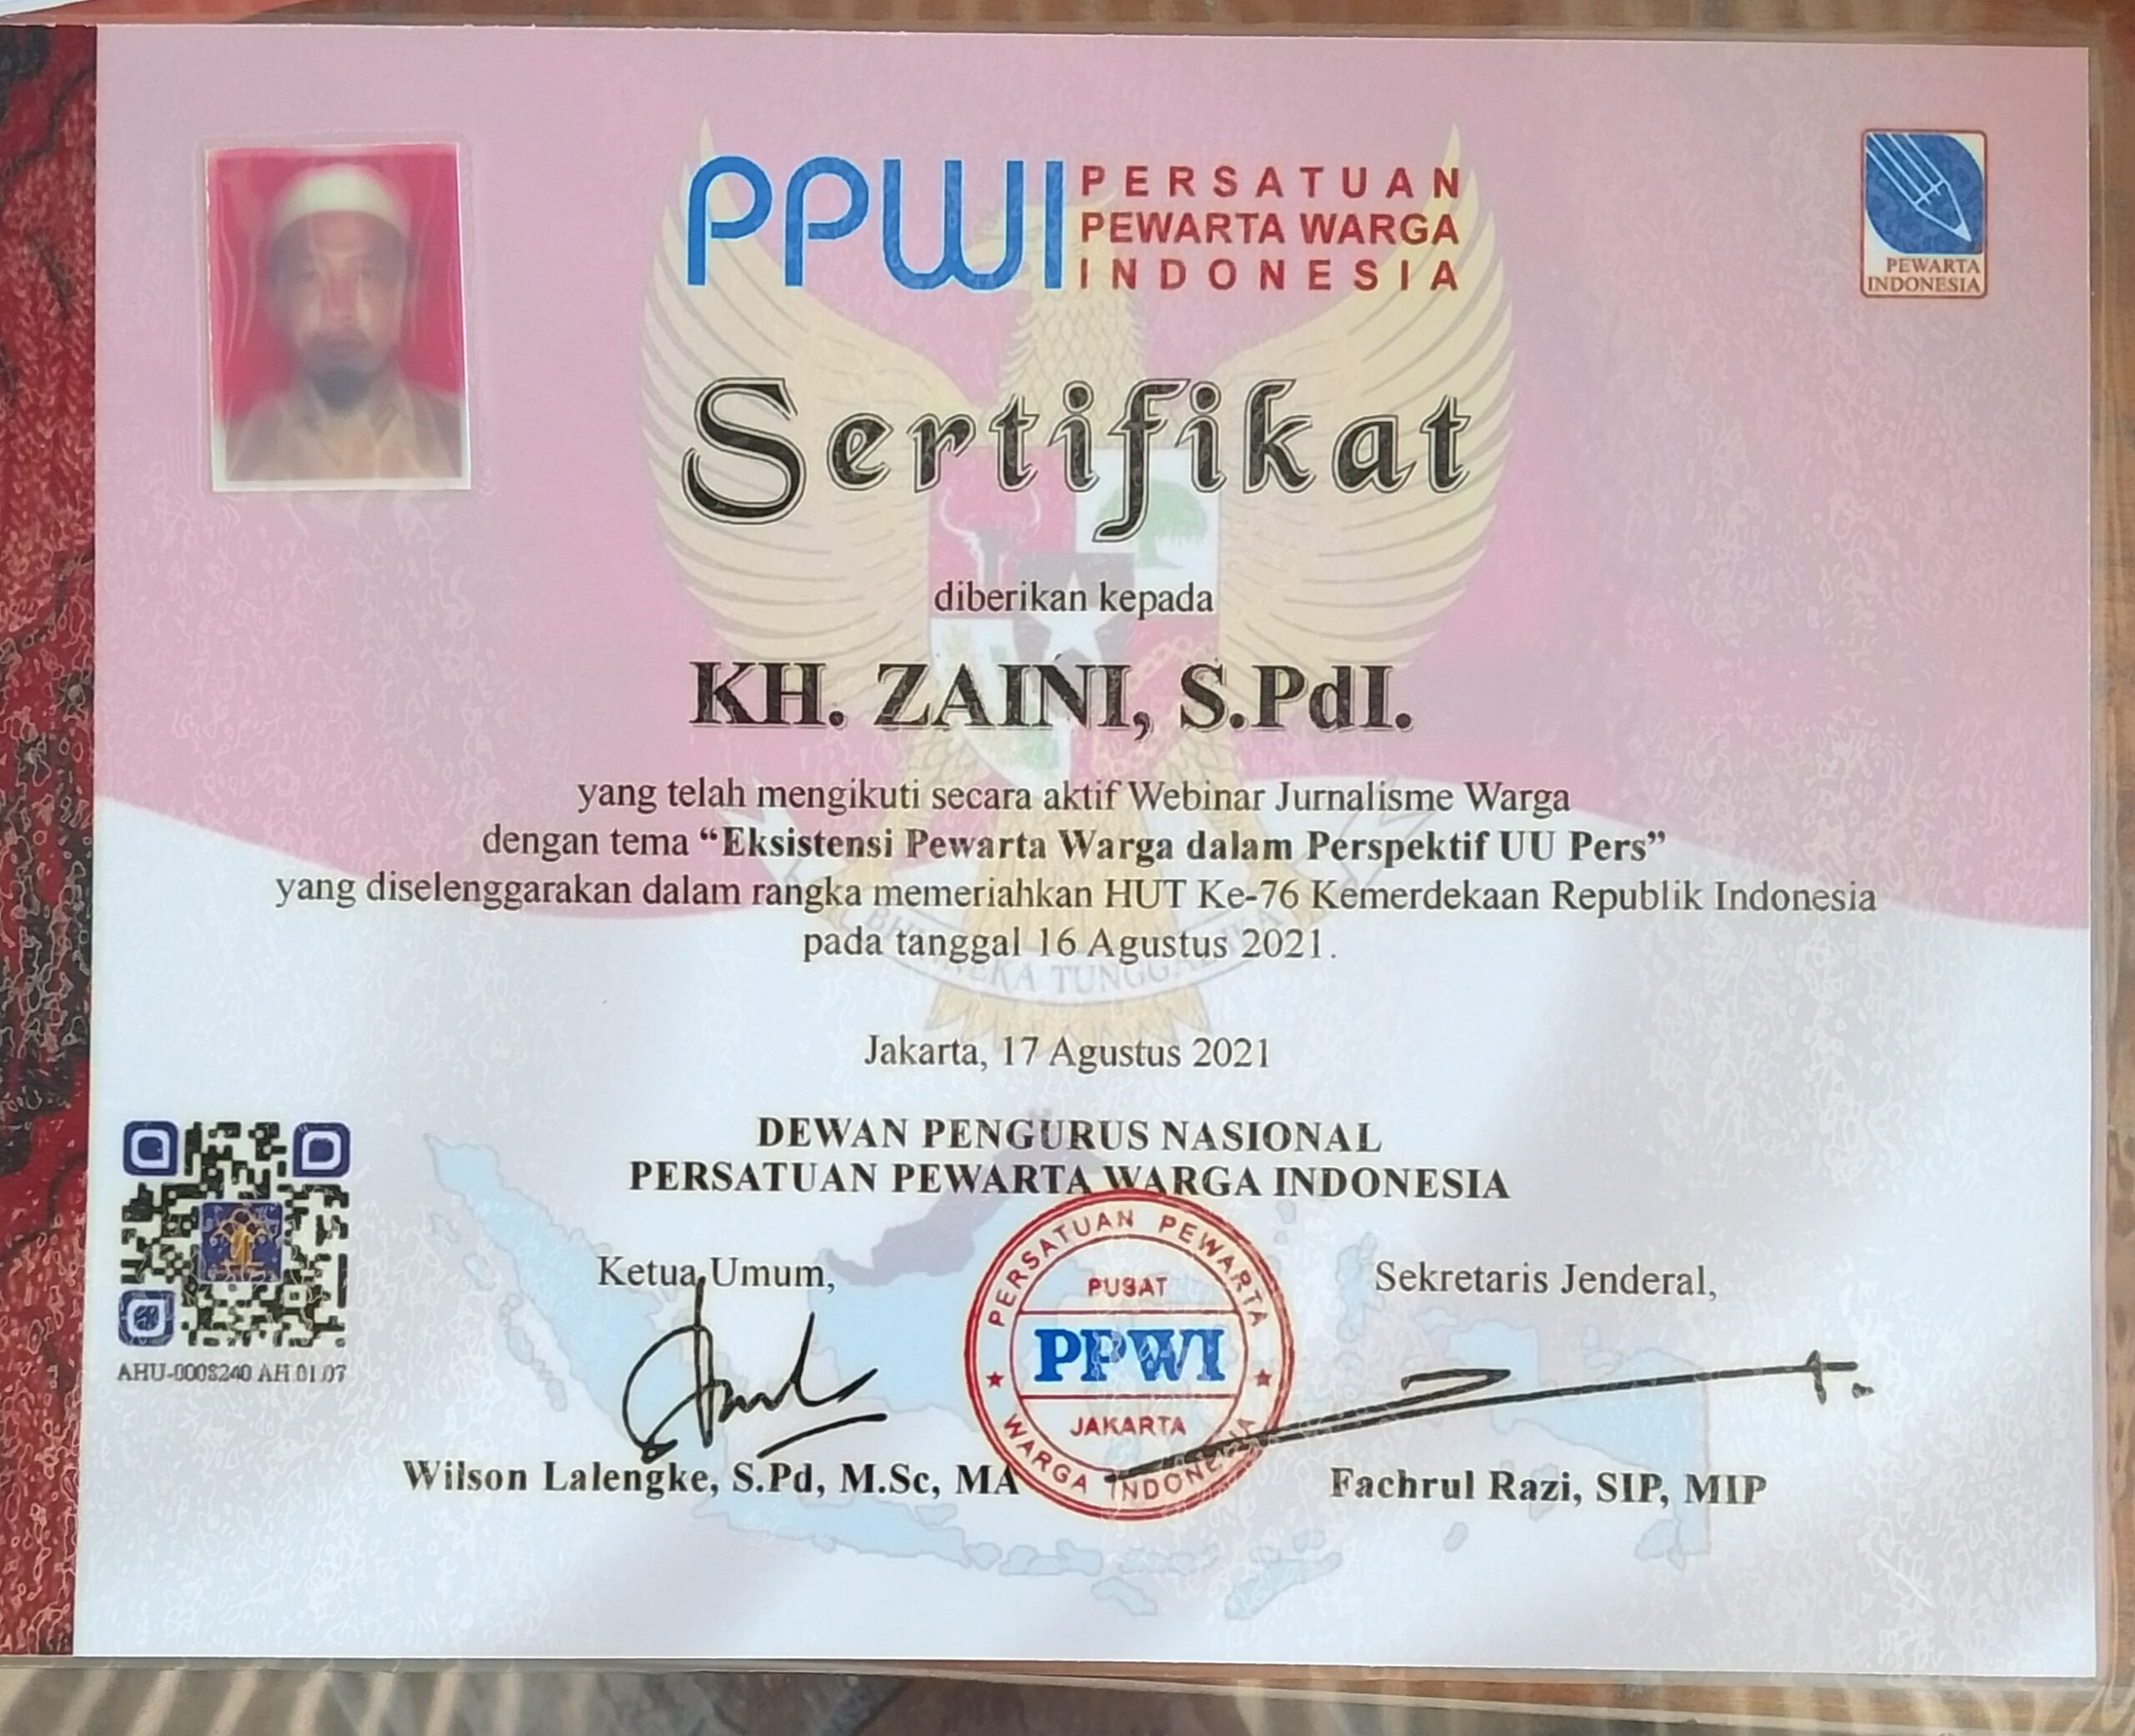 PPWI PERSATUAN
PEWARTA WARGA
INDONESIA
PEWARTA
INDONESIA
Sertifikat
diberikan kepada
KH. ZAINI, S.PdI.
yang telah mengikuti secara aktif Webinar Jurnalisme Warga
dengan tema “Eksistensi Pewarta Warga dalam Perspektif UU Pers”
yang diselenggarakan dalam rangka memeriahkan HUT Ke-76 Kemerdekaan Republik Indonesia
pada tanggal 16 Agustus 2021.
TUNGGAL
Jakarta, 17 Agustus 2021
DEWAN PENGURUS NASIONAL
PERSATUAN PEWARTA WARGA INDONESIA
Ketua Umum,
Sekretaris Jenderal,
PERSATUAN PEWARTA
PUSAT
PPWI
JAKARTA
WARGA INDONESIA
AHU-0008240 AH.01.07
Wilson Lalengke, S.Pd, M.Sc, MA
Fachrul Razi, SIP, MIP